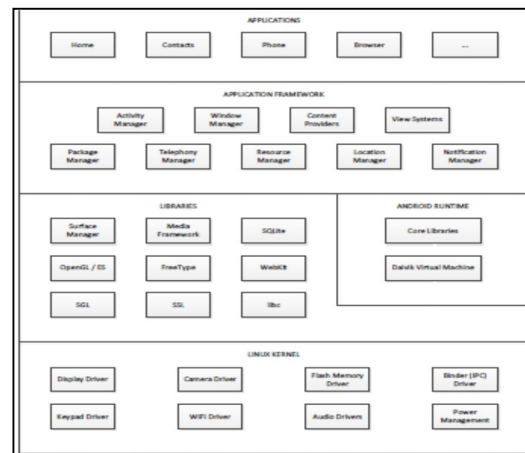 APPLICATIONS
Home
Contacts
Phone
Browser
...
APPLICATION FRAMEWORK
Activity
Manager
Window
Manager
Content
Providers
View Systems
Package
Manager
Telephony
Manager
Resource
Manager
Location
Manager
Notification
Manager
LIBRARIES
Surface
Manager
Media
Framework
SQLite
OpenGL / ES
FreeType
WebKit
SGL
SSL
libc
ANDROID RUNTIME
Core Libraries
Dalvik Virtual Machine
LINUX KERNEL
Display Driver
Camera Driver
Flash Memory
Driver
Binder (IPC)
Driver
Keypad Driver
WiFi Driver
Audio Drivers
Power
Management